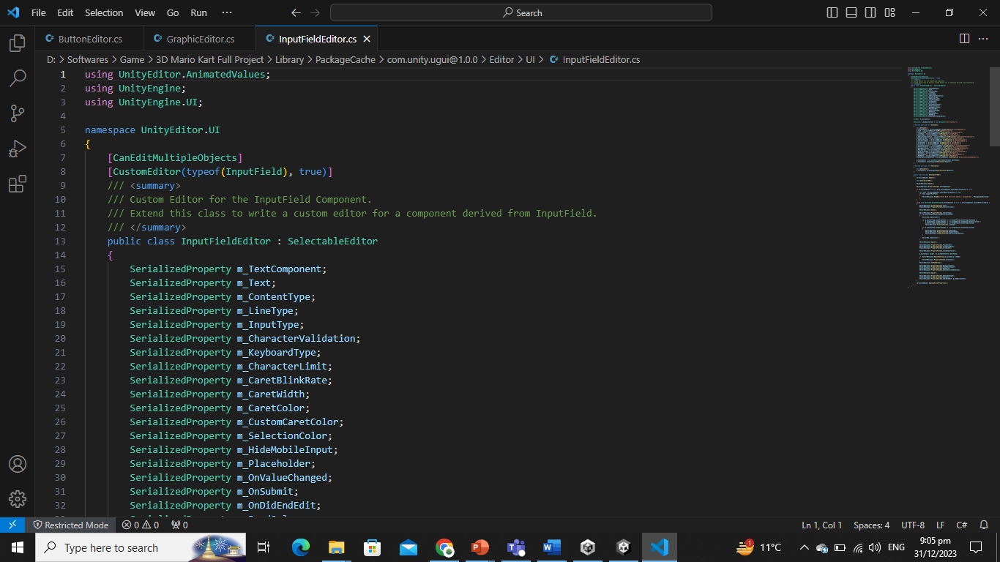 File Edit Selection View Go Run ··· Search
ButtonEditor.cs GraphicEditor.cs InputFieldEditor.cs
D: > Softwares > Game > 3D Mario Kart Full Project > Library > PackageCache > com.unity.ugui@1.0.0 > Editor > UI > InputFieldEditor.cs
1 using UnityEditor.AnimatedValues;
2 using UnityEngine;
3 using UnityEngine.UI;
4
5 namespace UnityEditor.UI
6 {
7 [CanEditMultipleObjects]
8 [CustomEditor(typeof(InputField), true)]
9 /// <summary>
10 /// Custom Editor for the InputField Component.
11 /// Extend this class to write a custom editor for a component derived from InputField.
12 /// </summary>
13 public class InputFieldEditor : SelectableEditor
14 {
15 SerializedProperty m_TextComponent;
16 SerializedProperty m_Text;
17 SerializedProperty m_ContentType;
18 SerializedProperty m_LineType;
19 SerializedProperty m_InputType;
20 SerializedProperty m_CharacterValidation;
21 SerializedProperty m_KeyboardType;
22 SerializedProperty m_CharacterLimit;
23 SerializedProperty m_CaretBlinkRate;
24 SerializedProperty m_CaretWidth;
25 SerializedProperty m_CaretColor;
26 SerializedProperty m_CustomCaretColor;
27 SerializedProperty m_SelectionColor;
28 SerializedProperty m_HideMobileInput;
29 SerializedProperty m_Placeholder;
30 SerializedProperty m_OnValueChanged;
31 SerializedProperty m_OnSubmit;
32 SerializedProperty m_OnDidEndEdit;
Restricted Mode 0 0 0 Ln 1, Col 1 Spaces: 4 UTF-8 LF C#
Type here to search 1 11°C ENG 9:05 pm
31/12/2023